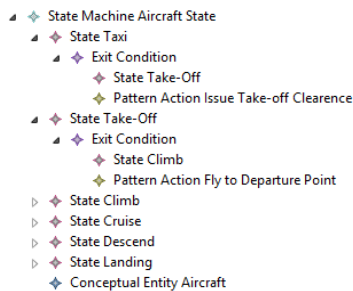 State Machine Aircraft State
State Taxi
Exit Condition
State Take-Off
Pattern Action Issue Take-off Clearence
State Take-Off
Exit Condition
State Climb
Pattern Action Fly to Departure Point
State Climb
State Cruise
State Descend
State Landing
Conceptual Entity Aircraft